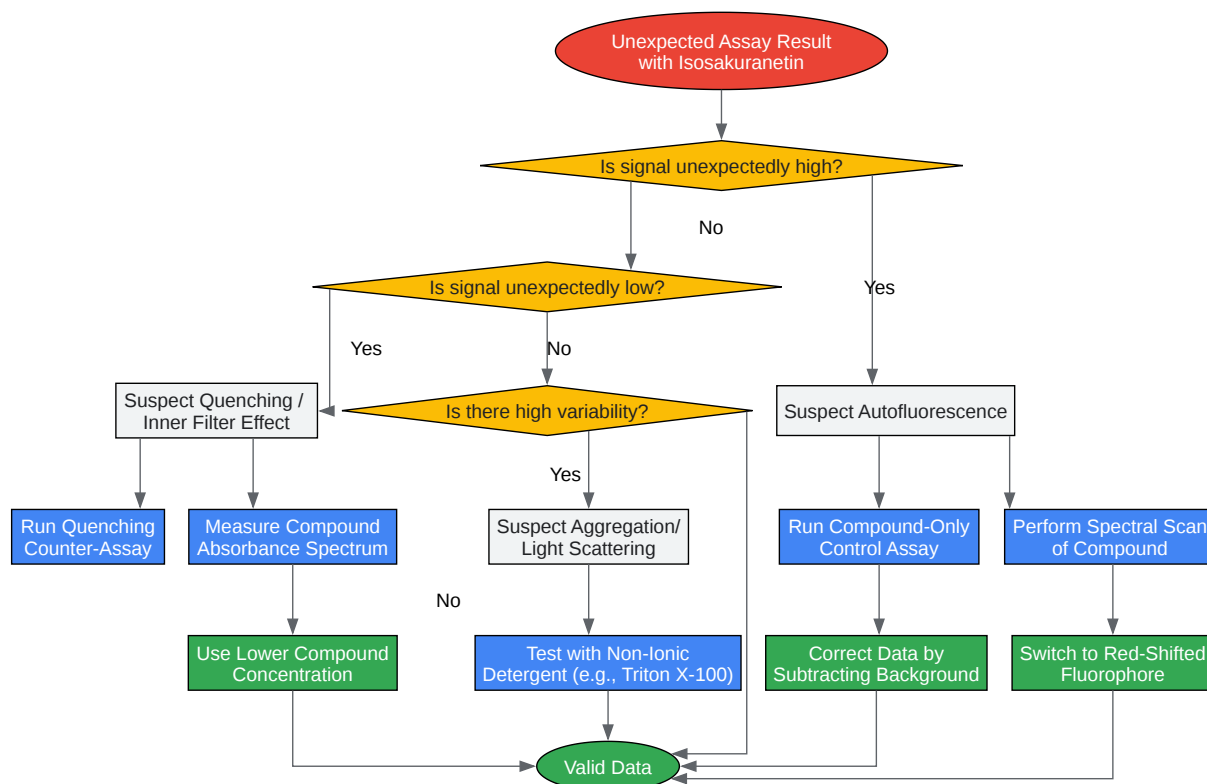 Unexpected Assay Result
with Isosakuranetin
Is signal unexpectedly high?
No
Is signal unexpectedly low?
Yes
Yes
No
Suspect Quenching /
Inner Filter Effect
Is there high variability?
Suspect Autofluorescence
Yes
Run Quenching
Counter-Assay
Measure Compound
Absorbance Spectrum
Suspect Aggregation/
Light Scattering
Run Compound-Only
Control Assay
Perform Spectral Scan
of Compound
No
Use Lower Compound
Concentration
Test with Non-Ionic
Detergent (e.g., Triton X-100)
Correct Data by
Subtracting Background
Switch to Red-Shifted
Fluorophore
Valid Data